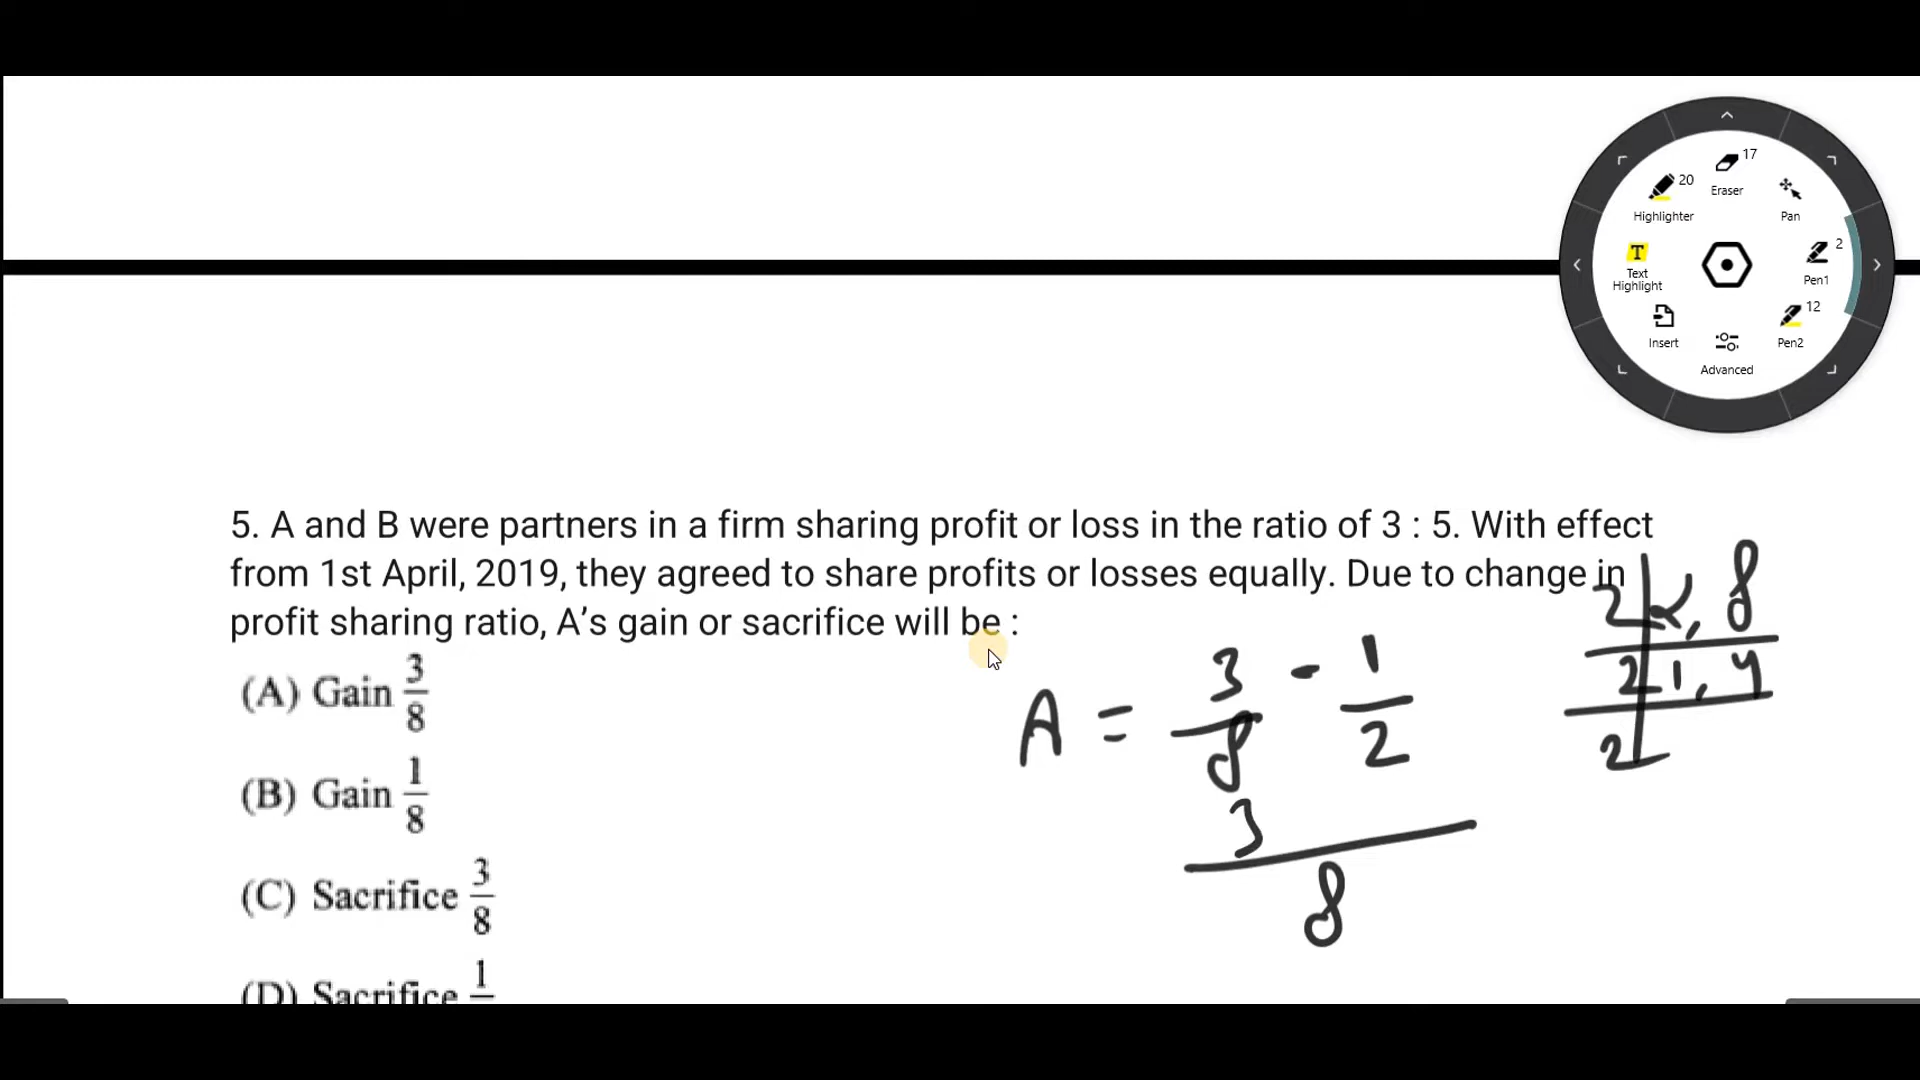 17
Eraser
20
Highlighter
Pan
T
Text
Highlight
2
Pen1
12
Pen2
Insert
Advanced
5. A and B were partners in a firm sharing profit or loss in the ratio of 3 : 5. With effect
from 1st April, 2019, they agreed to share profits or losses equally. Due to change in
profit sharing ratio, A’s gain or sacrifice will be :
(A) Gain 3/8
(B) Gain 1/8
(C) Sacrifice 3/8
(D) Sacrifice 1
A = 3/8 - 1/2
3
8
2 | 2, 8
2 | 1, 4
2